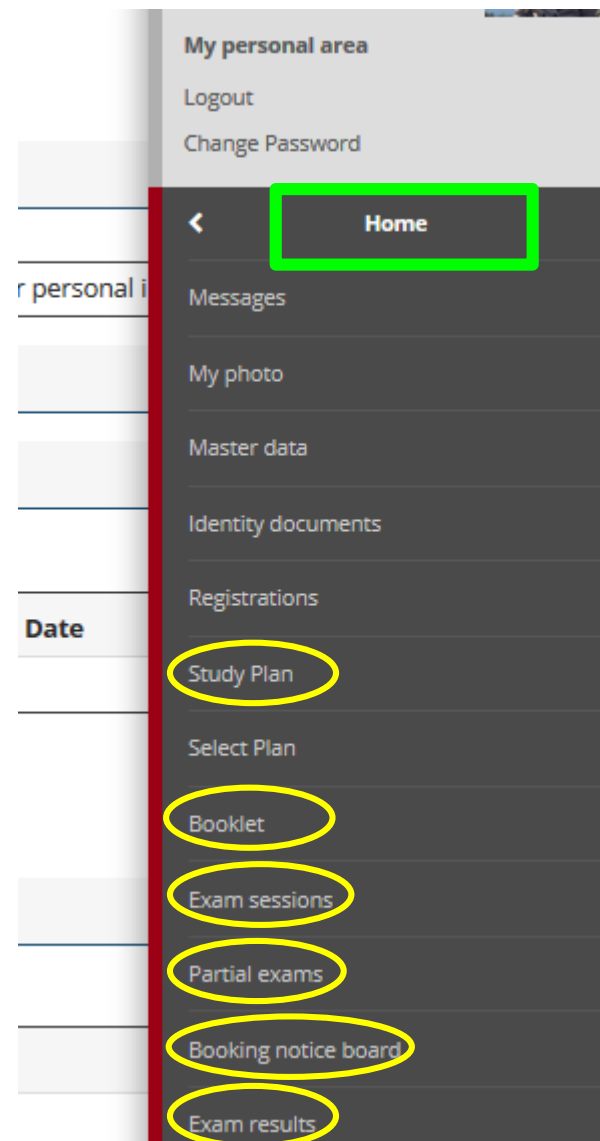 My personal area
Logout
Change Password
Home
r personal i
Messages
My photo
Master data
Identity documents
Registrations
Date
Study Plan
Select Plan
Booklet
Exam sessions
Partial exams
Booking notice board
Exam results